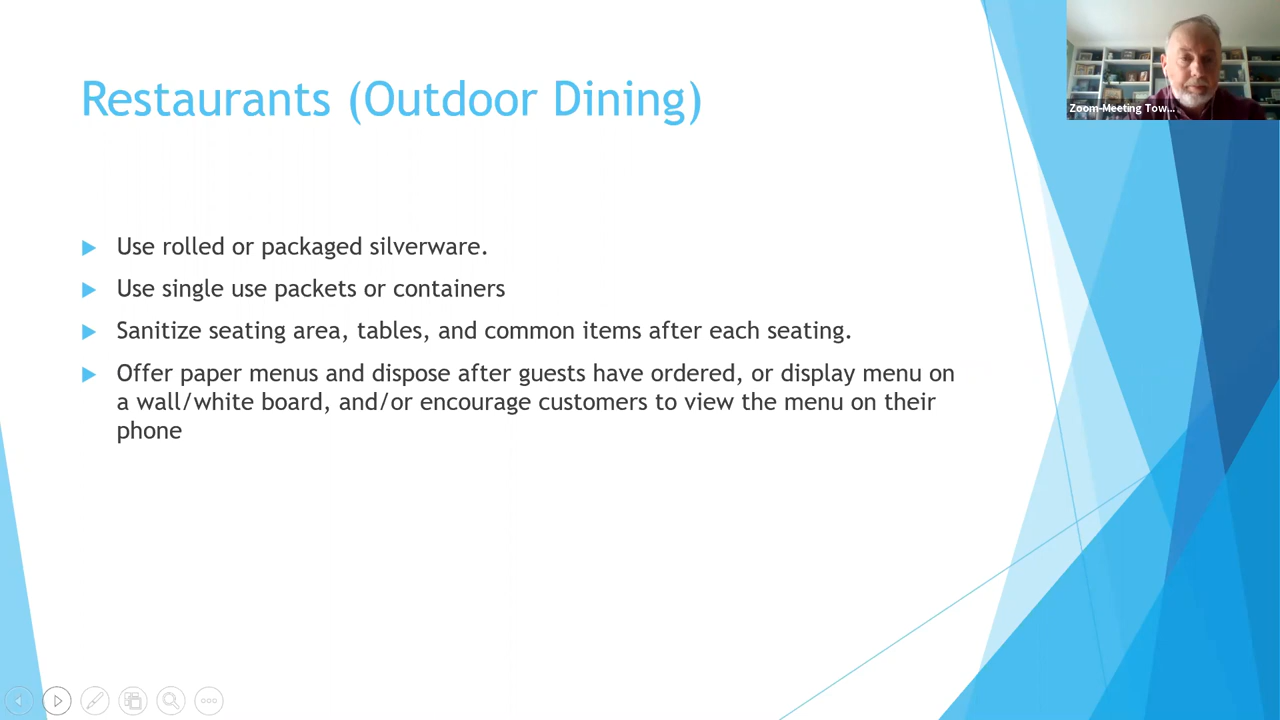 Restaurants (Outdoor Dining)
Zoom-Meeting Tow...
Use rolled or packaged silverware.
Use single use packets or containers
Sanitize seating area, tables, and common items after each seating.
Offer paper menus and dispose after guests have ordered, or display menu on
a wall/white board, and/or encourage customers to view the menu on their
phone